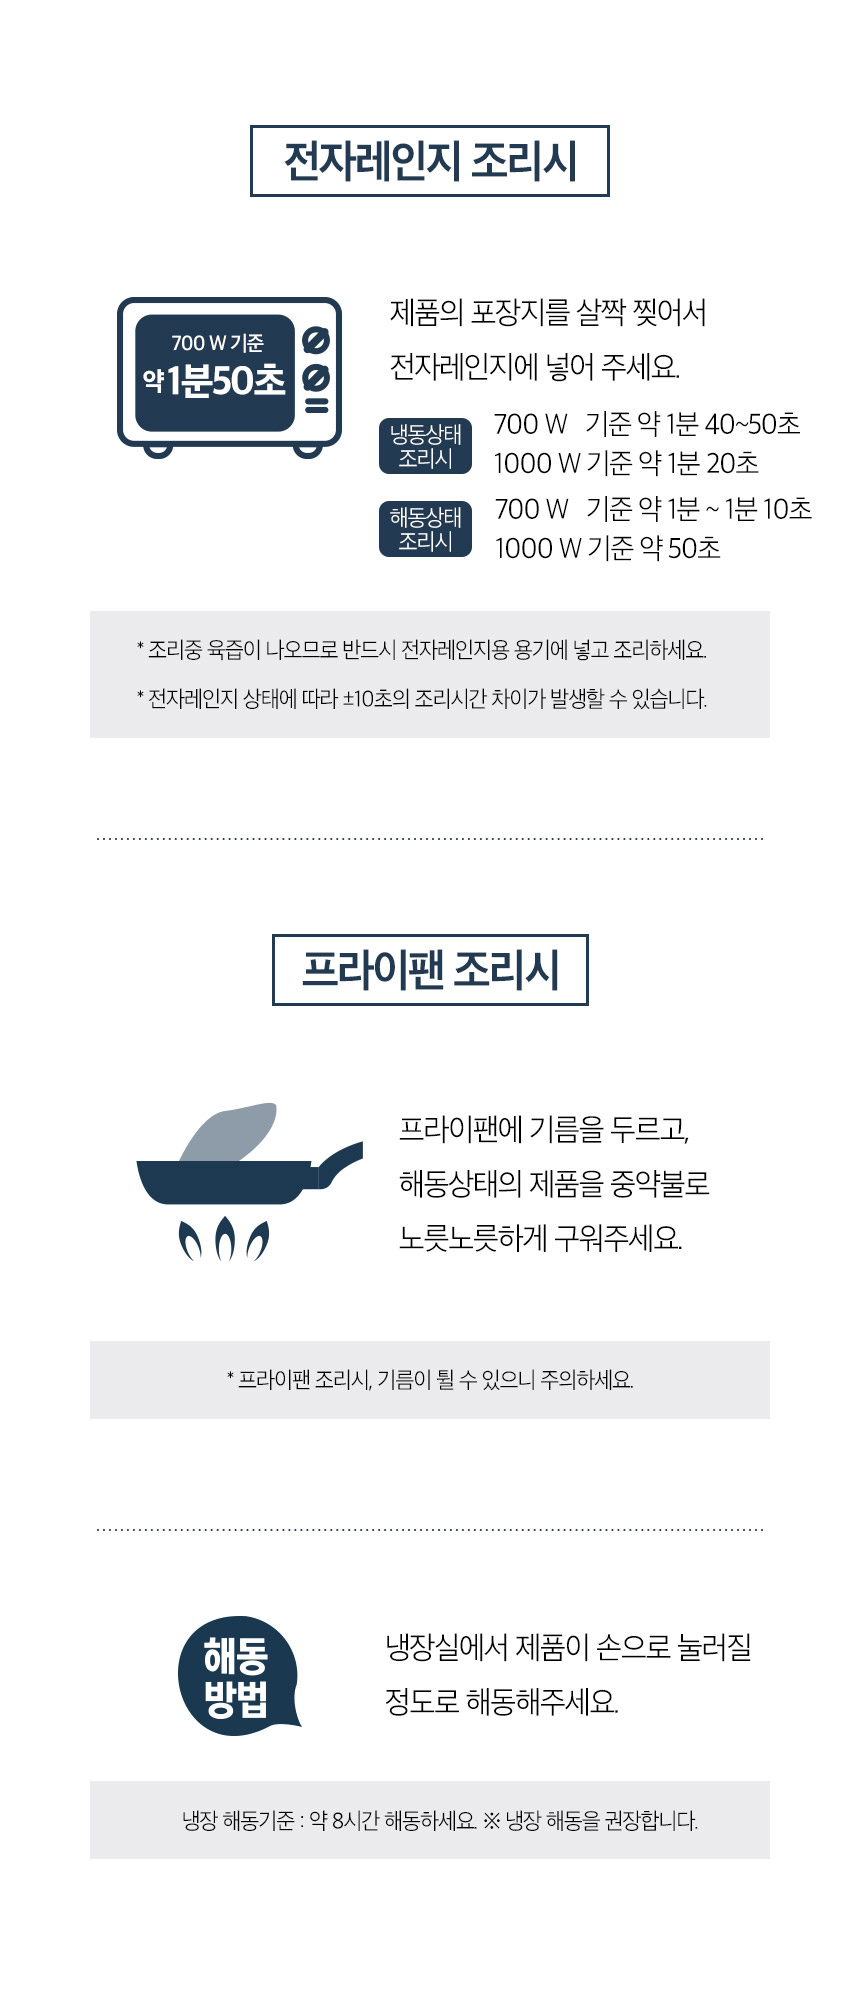 전자레인지 조리시
700 W 기준
약 1분50초
제품의 포장지를 살짝 찢어서
전자레인지에 넣어 주세요.
냉동상태
조리시
700 W 기준 약 1분 40~50초
1000 W 기준 약 1분 20초
해동상태
조리시
700 W 기준 약 1분 ~ 1분 10초
1000 W 기준 약 50초
* 조리중 육즙이 나오므로 반드시 전자레인지용 용기에 넣고 조리하세요.
* 전자레인지 상태에 따라 ±10초의 조리시간 차이가 발생할 수 있습니다.
프라이팬 조리시
프라이팬에 기름을 두르고,
해동상태의 제품을 중약불로
노릇노릇하게 구워주세요.
* 프라이팬 조리시, 기름이 튈 수 있으니 주의하세요.
해동
방법
냉장실에서 제품이 손으로 눌러질
정도로 해동해주세요.
냉장 해동기준 : 약 8시간 해동하세요. ※ 냉장 해동을 권장합니다.